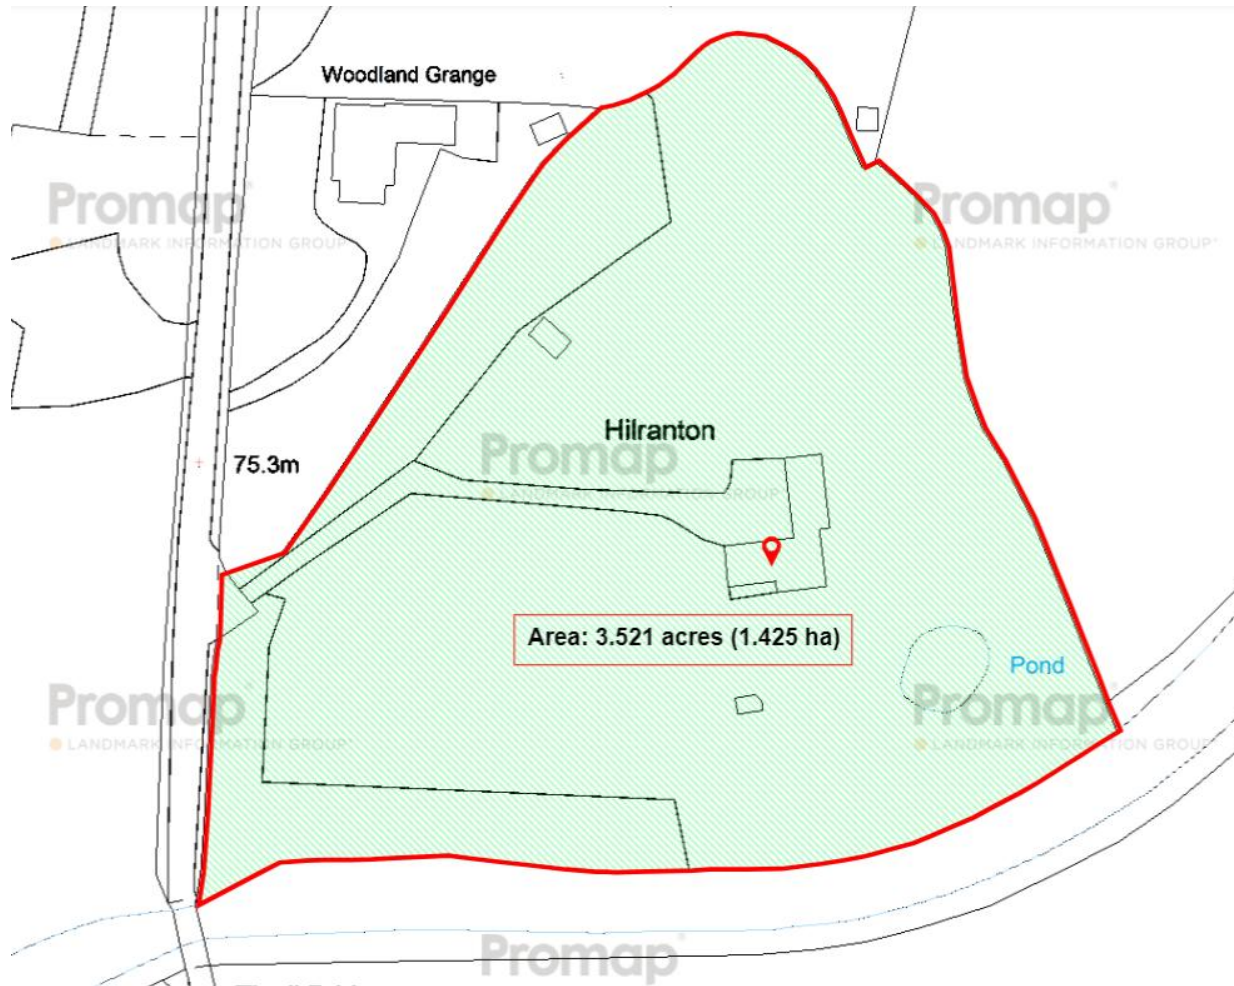 Woodland Grange
Promap
LANDMARK INFORMATION GROUP
Promap
LANDMARK INFORMATION GROUP
Hilranton
75.3m
Promap
LANDMARK INFORMATION GROUP
Area: 3.521 acres (1.425 ha)
Pond
Promap
LANDMARK INFORMATION GROUP
Promap
LANDMARK INFORMATION GROUP
Promap